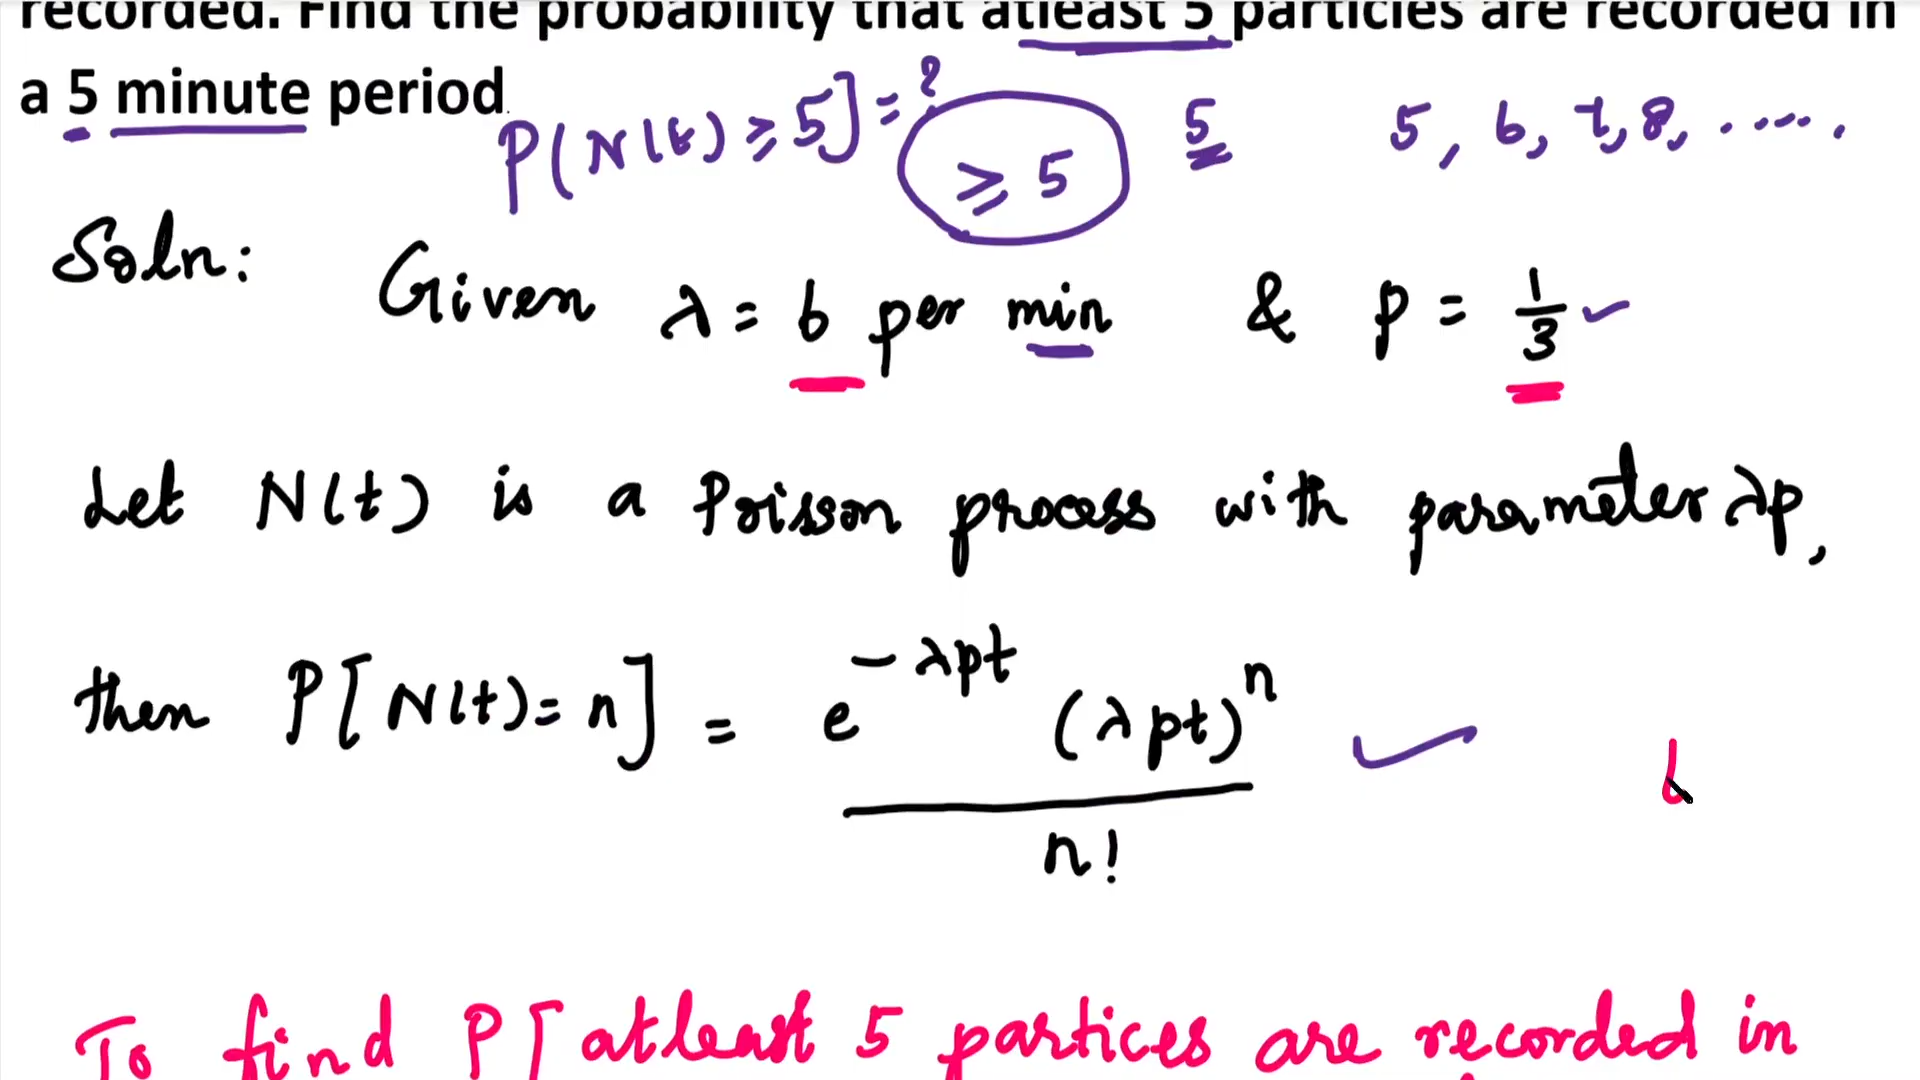 recorded. Find the probability that atleast 5 particles are recorded in
a 5 minute period.
P(N(t) ≥ 5] = ?
≥ 5
5
5, 6, 7, 8, .....,
Soln: Given λ = 6 per min & p = 1/3
Let N(t) is a Poisson process with parameter λp,
then P[N(t) = n] = e^-λpt (λpt)^n / n!
6
To find P[atleast 5 partices are recorded in